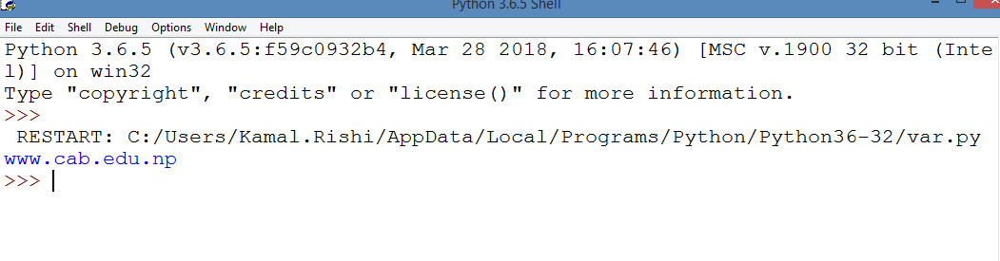 Python 3.6.5 Shell
File Edit Shell Debug Options Window Help
Python 3.6.5 (v3.6.5:f59c0932b4, Mar 28 2018, 16:07:46) [MSC v.1900 32 bit (Inte
l)] on win32
Type "copyright", "credits" or "license()" for more information.
>>>
RESTART: C:/Users/Kamal.Rishi/AppData/Local/Programs/Python/Python36-32/var.py
www.cab.edu.np
>>>